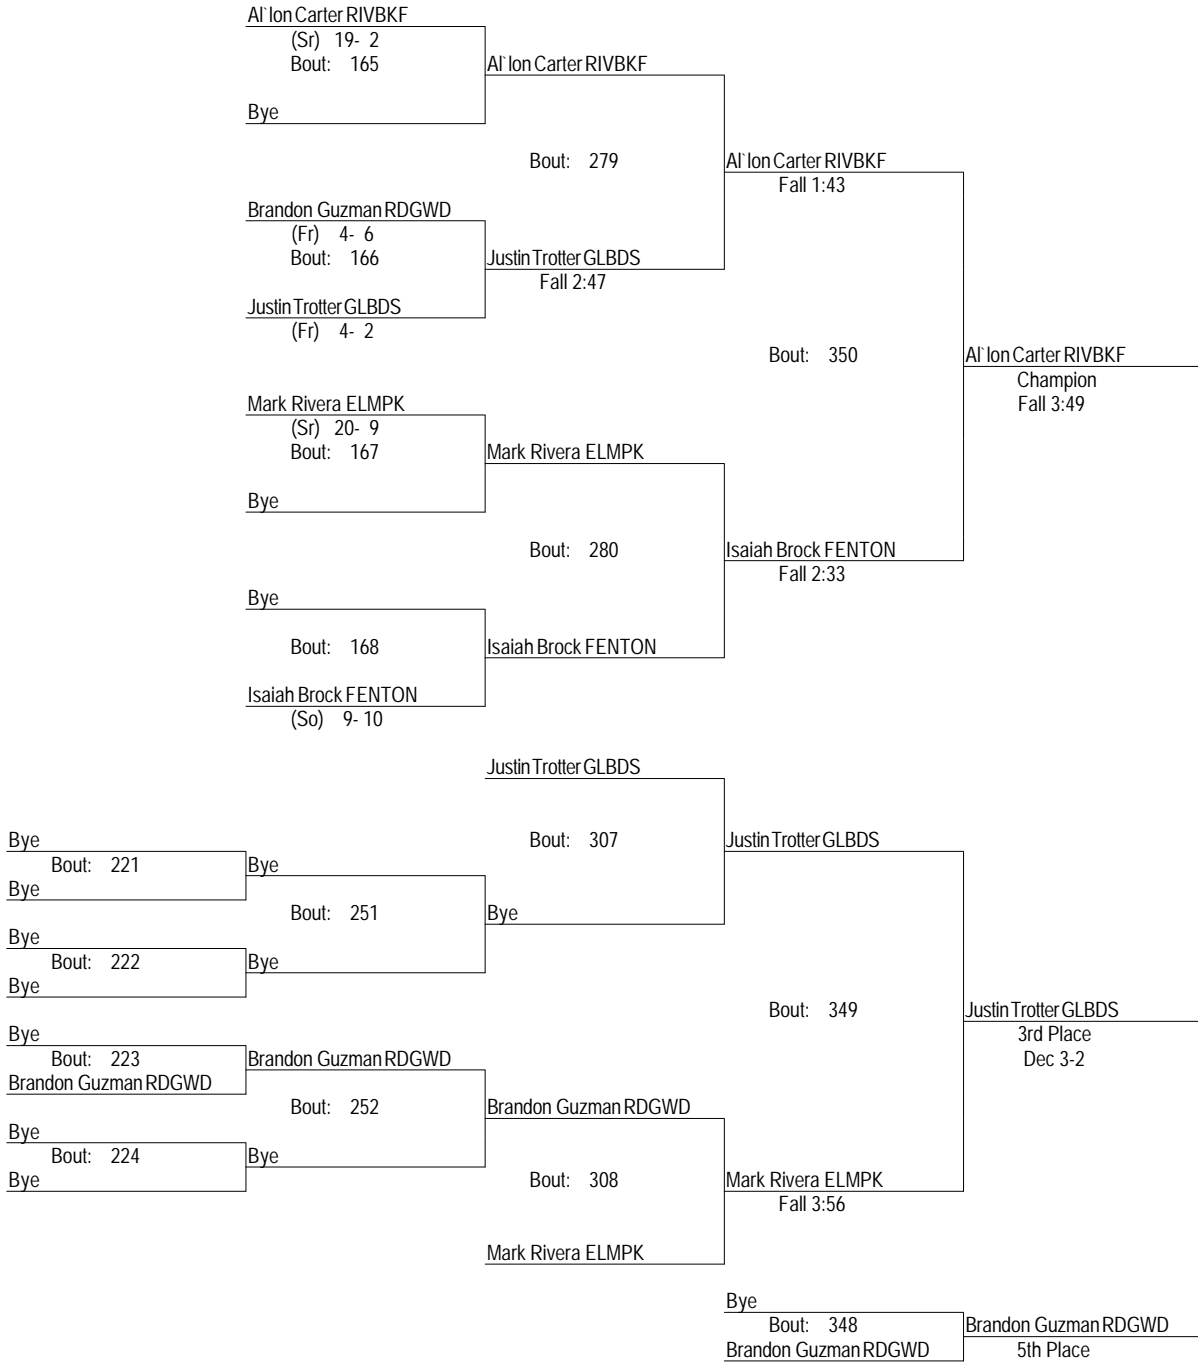 Al`lon Carter RIVBKF
(Sr) 19- 2
Bout: 165
Al`lon Carter RIVBKF
Bye
Bout: 279
Al`lon Carter RIVBKF
Fall 1:43
Brandon Guzman RDGWD
(Fr) 4- 6
Bout: 166
Justin Trotter GLBDS
Fall 2:47
Justin Trotter GLBDS
(Fr) 4- 2
Bout: 350
Al`lon Carter RIVBKF
Champion
Fall 3:49
Mark Rivera ELMPK
(Sr) 20- 9
Bout: 167
Mark Rivera ELMPK
Bye
Bout: 280
Isaiah Brock FENTON
Fall 2:33
Bye
Bout: 168
Isaiah Brock FENTON
Isaiah Brock FENTON
(So) 9- 10
Justin Trotter GLBDS
Bye
Bout: 307
Justin Trotter GLBDS
Bout: 221
Bye
Bye
Bout: 251
Bye
Bye
Bout: 222
Bye
Bye
Bout: 349
Justin Trotter GLBDS
3rd Place
Dec 3-2
Bye
Bout: 223
Brandon Guzman RDGWD
Brandon Guzman RDGWD
Bout: 252
Brandon Guzman RDGWD
Bye
Bout: 224
Bye
Bye
Bout: 308
Mark Rivera ELMPK
Fall 3:56
Mark Rivera ELMPK
Bye
Bout: 348
Brandon Guzman RDGWD
Brandon Guzman RDGWD
5th Place